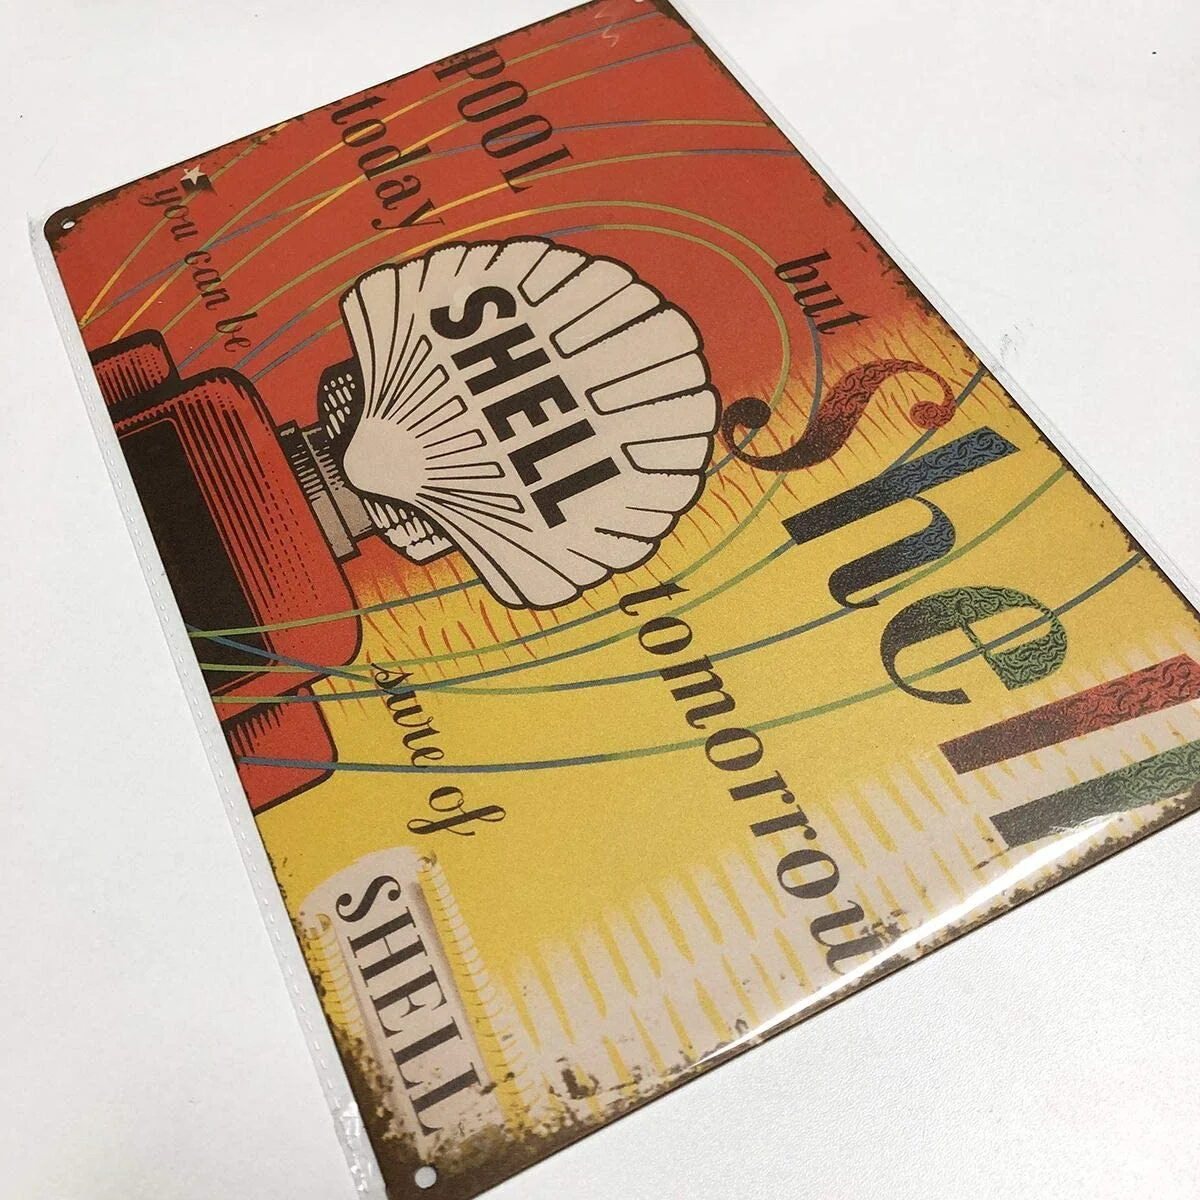 POOL
today
but
Shell
tomorrow
SHELL
you can be
sure of
SHELL